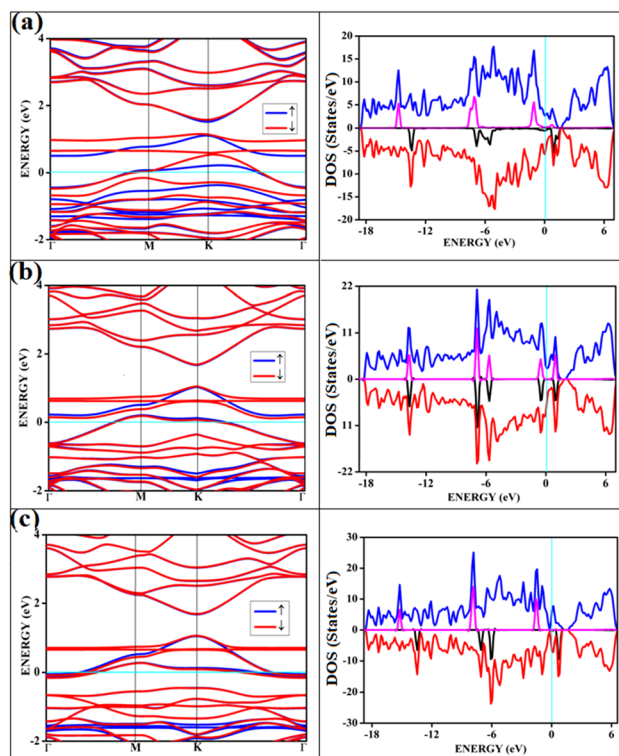 (a)
4
2
0
-2
ENERGY (eV)
↑
↓
Γ M K Γ
20
15
10
5
0
-5
-10
-15
-20
DOS (States/eV)
-18 -12 -6 0 6
ENERGY (eV)
(b)
4
2
0
-2
ENERGY (eV)
↑
↓
Γ M K Γ
22
11
0
11
-22
DOS (States/eV)
-18 -12 -6 0 6
ENERGY (eV)
(c)
4
2
0
-2
ENERGY (eV)
↑
↓
Γ M K Γ
30
20
10
0
-10
-20
-30
DOS (States/eV)
-18 -12 -6 0 6
ENERGY (eV)